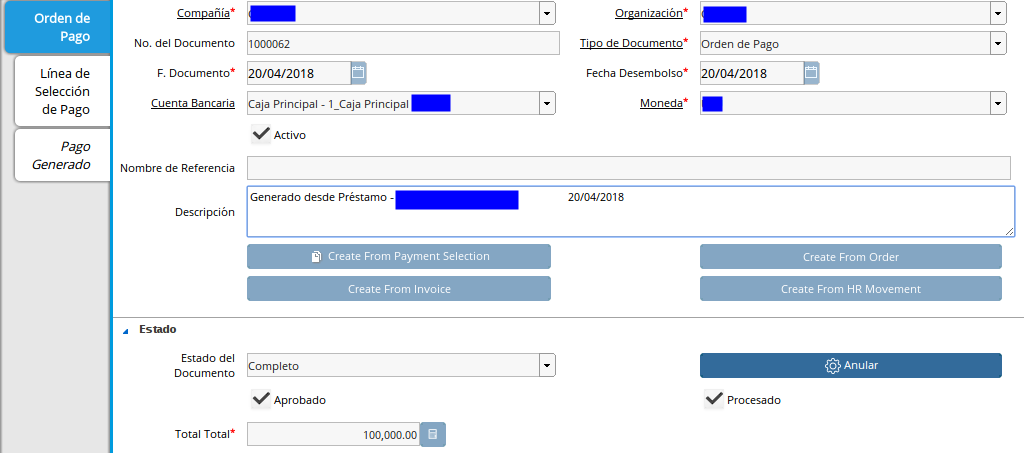 Orden de
Pago
Línea de
Selección
de Pago
Pago
Generado
Compañía*
Organización*
No. del Documento 1000062
Tipo de Documento* Orden de Pago
F. Documento* 20/04/2018
Fecha Desembolso* 20/04/2018
Cuenta Bancaria Caja Principal - 1_Caja Principal
Moneda*
Activo
Nombre de Referencia
Descripción
Generado desde Préstamo - 20/04/2018
Create From Payment Selection
Create From Order
Create From Invoice
Create From HR Movement
Estado
Estado del
Documento
Completo
Anular
Aprobado
Procesado
Total Total* 100,000.00